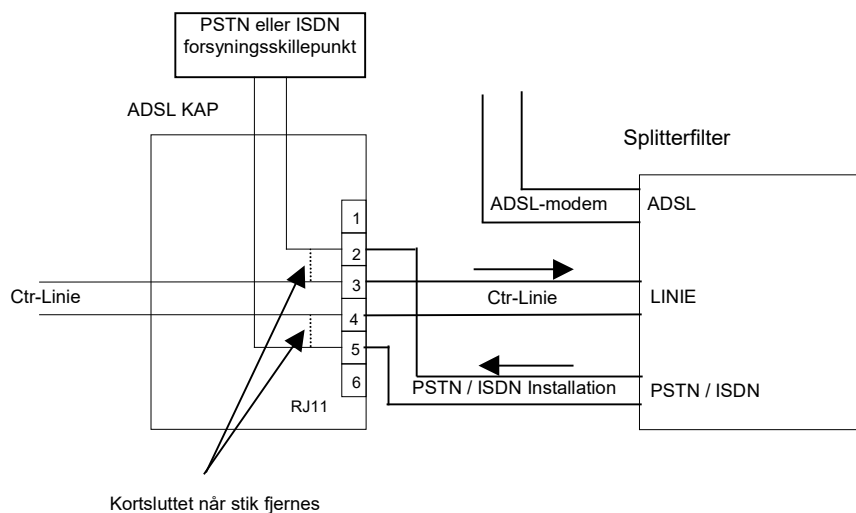 PSTN eller ISDN
forsyningsskillepunkt
ADSL KAP
Splitterfilter
ADSL-modem
ADSL
1
2
3
4
5
6
Ctr-Linie
Ctr-Linie
LINIE
PSTN / ISDN Installation
PSTN / ISDN
RJ11
Kortsluttet når stik fjernes